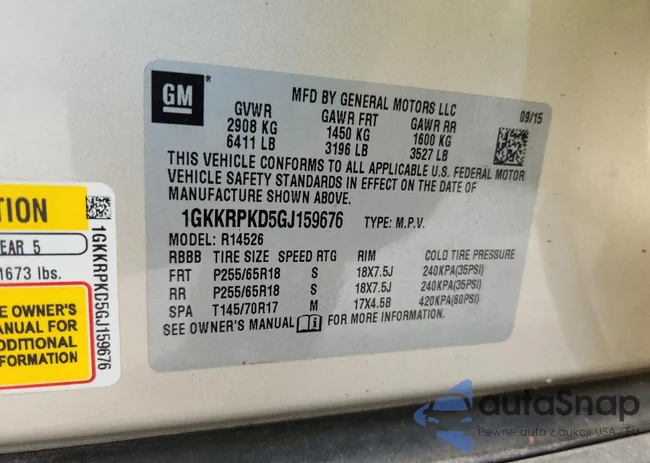 GM
MFD BY GENERAL MOTORS LLC
09/15
GVWR GAWR FRT GAWR RR
2908 KG 1450 KG 1600 KG
6411 LB 3196 LB 3527 LB
THIS VEHICLE CONFORMS TO ALL APPLICABLE U.S. FEDERAL MOTOR
VEHICLE SAFETY STANDARDS IN EFFECT ON THE DATE OF
MANUFACTURE SHOWN ABOVE.
1GKKRPKD5GJ159676 TYPE: M.P.V.
MODEL: R14526
RBBB TIRE SIZE SPEED RTG RIM COLD TIRE PRESSURE
FRT P255/65R18 S 18X7.5J 240KPA(35PSI)
RR P255/65R18 S 18X7.5J 240KPA(35PSI)
SPA T145/70R17 M 17X4.5B 420KPA(60PSI)
SEE OWNER'S MANUAL FOR MORE INFORMATION.
TION
EAR 5
1673 lbs.
E OWNER'S
ANUAL FOR
DDITIONAL
FORMATION
1GKKRPKD5GJ159676
autoSnap
Pewne auto z aukcji USA i EU